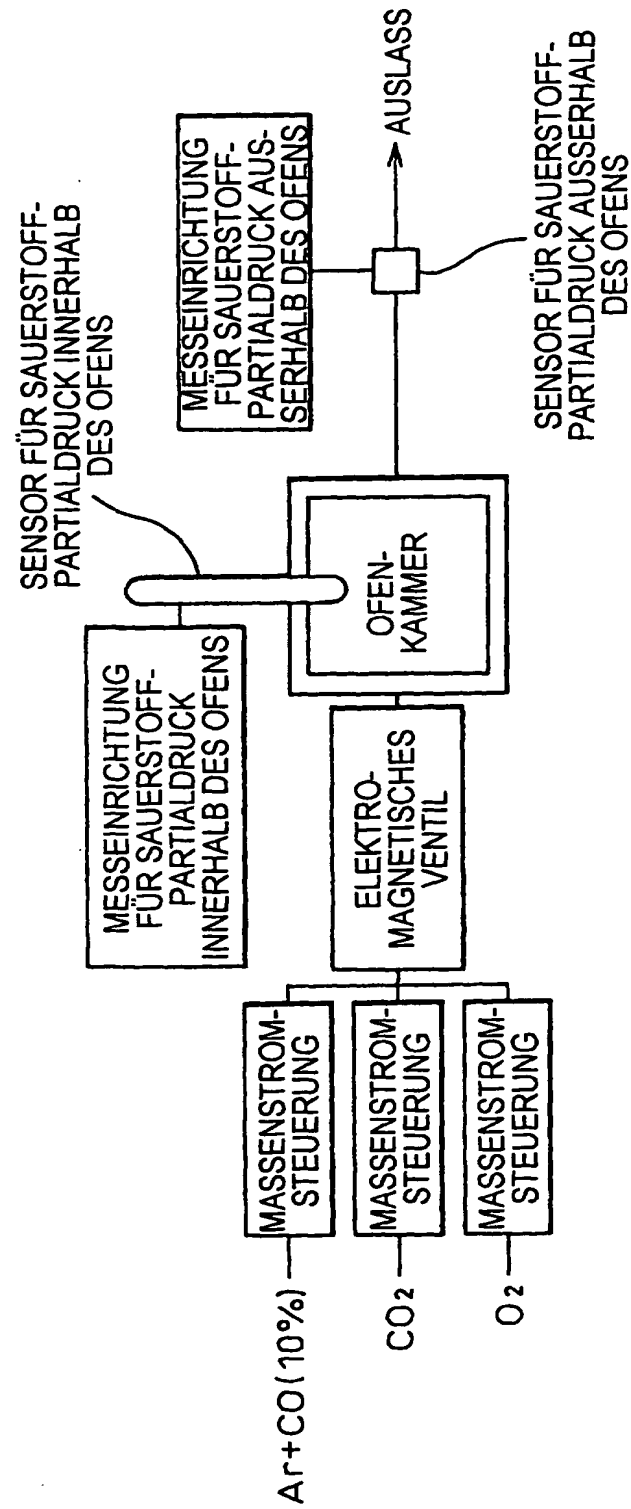 Ar+CO(10%)
CO2
O2
MASSENSTROM-
STEUERUNG
MASSENSTROM-
STEUERUNG
MASSENSTROM-
STEUERUNG
ELEKTRO-
MAGNETISCHES
VENTIL
MESSEINRICHTUNG
FÜR SAUERSTOFF-
PARTIALDRUCK
INNERHALB DES OFENS
SENSOR FÜR SAUERSTOFF-
PARTIALDRUCK INNERHALB
DES OFENS
OFEN-
KAMMER
MESSEINRICHTUNG
FÜR SAUERSTOFF-
PARTIALDRUCK AUS-
SERHALB DES OFENS
AUSLASS
SENSOR FÜR SAUERSTOFF-
PARTIALDRUCK AUSSERHALB
DES OFENS